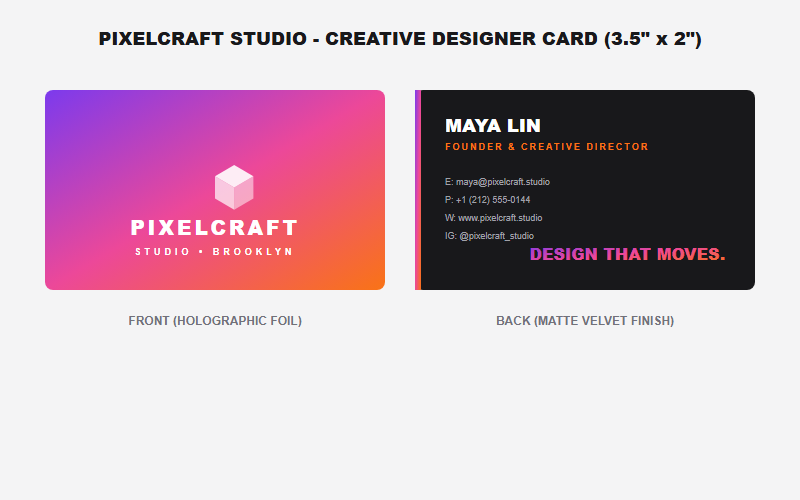 PIXELCRAFT STUDIO - CREATIVE DESIGNER CARD (3.5" x 2")
PIXELCRAFT
STUDIO • BROOKLYN
FRONT (HOLOGRAPHIC FOIL)
MAYA LIN
FOUNDER & CREATIVE DIRECTOR
E: maya@pixelcraft.studio
P: +1 (212) 555-0144
W: www.pixelcraft.studio
IG: @pixelcraft_studio
DESIGN THAT MOVES.
BACK (MATTE VELVET FINISH)